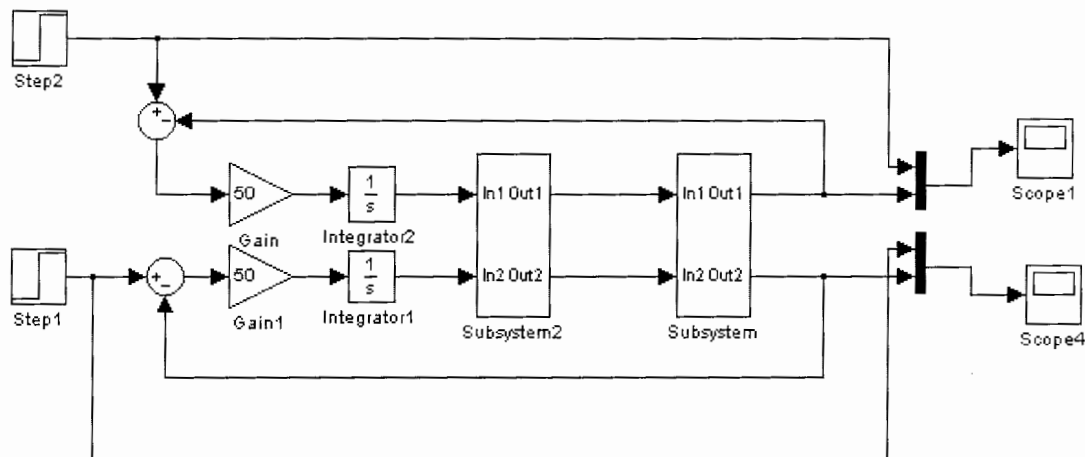 Step2
+
−
50
Gain
1
s
Integrator2
In1 Out1
In2 Out2
Subsystem2
In1 Out1
In2 Out2
Subsystem
Scope1
Step1
+
−
50
Gain1
1
s
Integrator1
Scope4